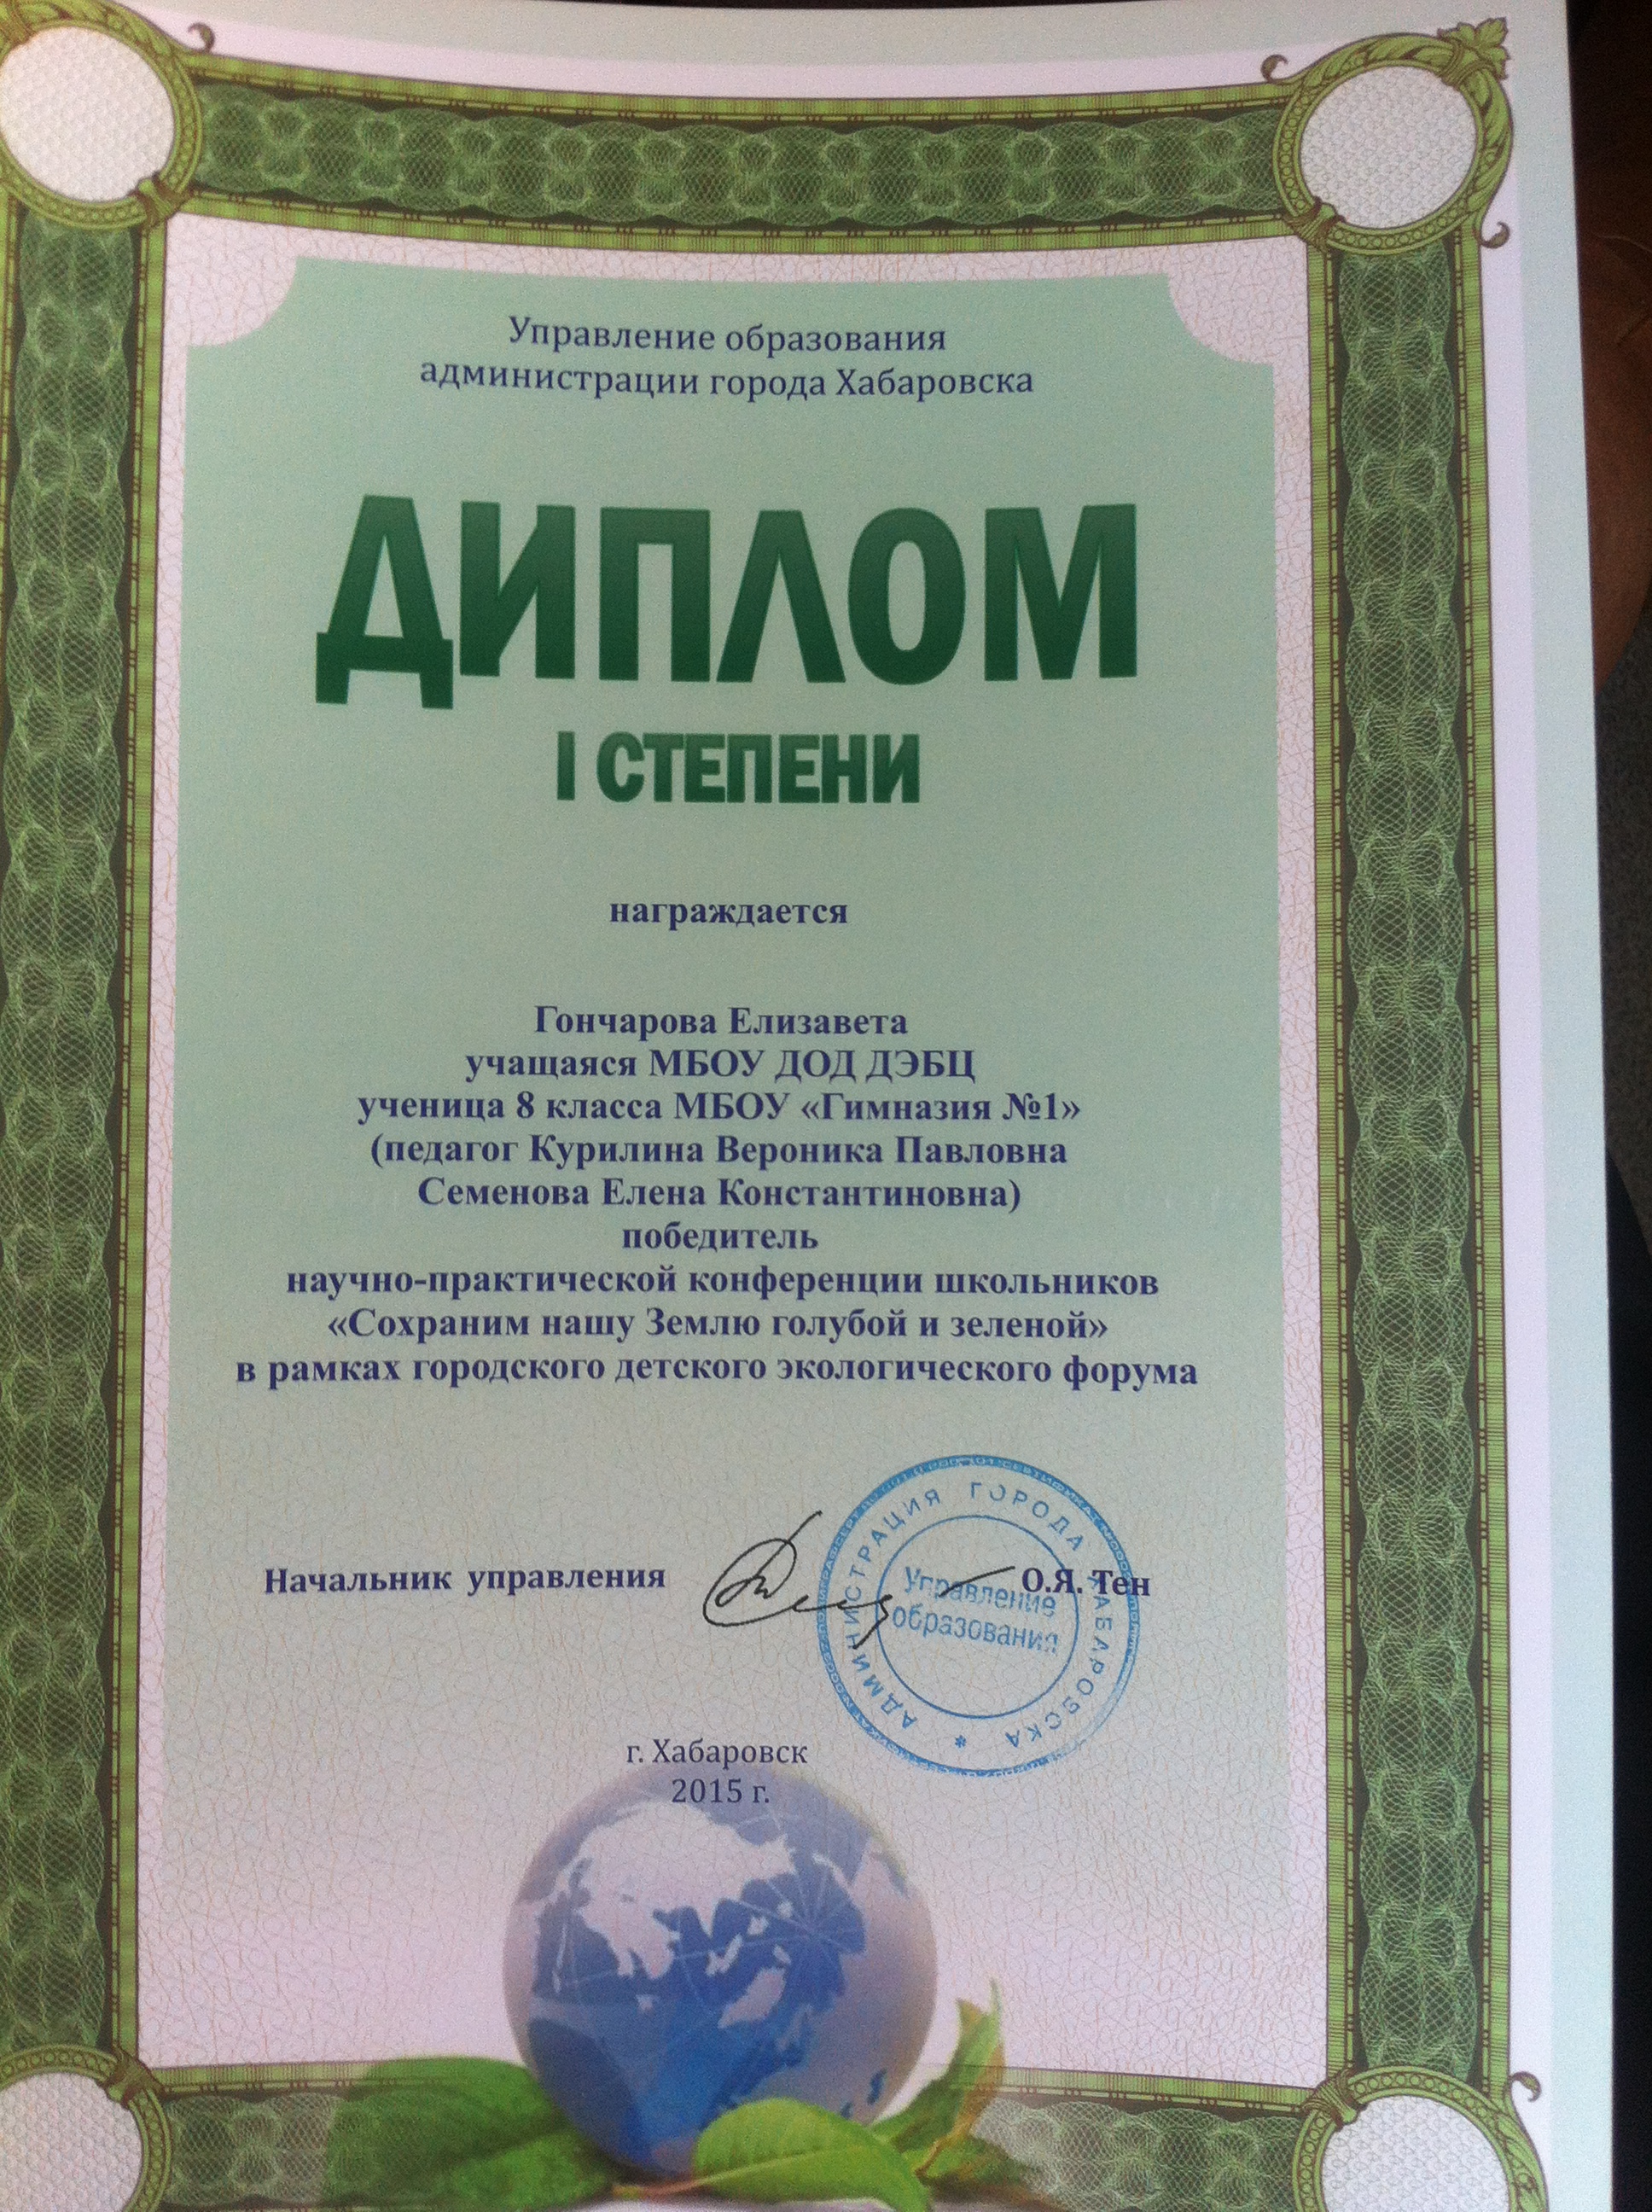 Управление образования
администрации города Хабаровска
ДИПЛОМ
I СТЕПЕНИ
награждается
Гончарова Елизавета
учащаяся МБОУ ДОД ДЭБЦ
ученица 8 класса МБОУ «Гимназия №1»
(педагог Курилина Вероника Павловна
Семенова Елена Константиновна)
победитель
научно-практической конференции школьников
«Сохраним нашу Землю голубой и зеленой»
в рамках городского детского экологического форума
Начальник управления О.Я. Тен
АДМИНИСТРАЦИЯ ГОРОДА ХАБАРОВСКА *
Управление
образования
г. Хабаровск
2015 г.